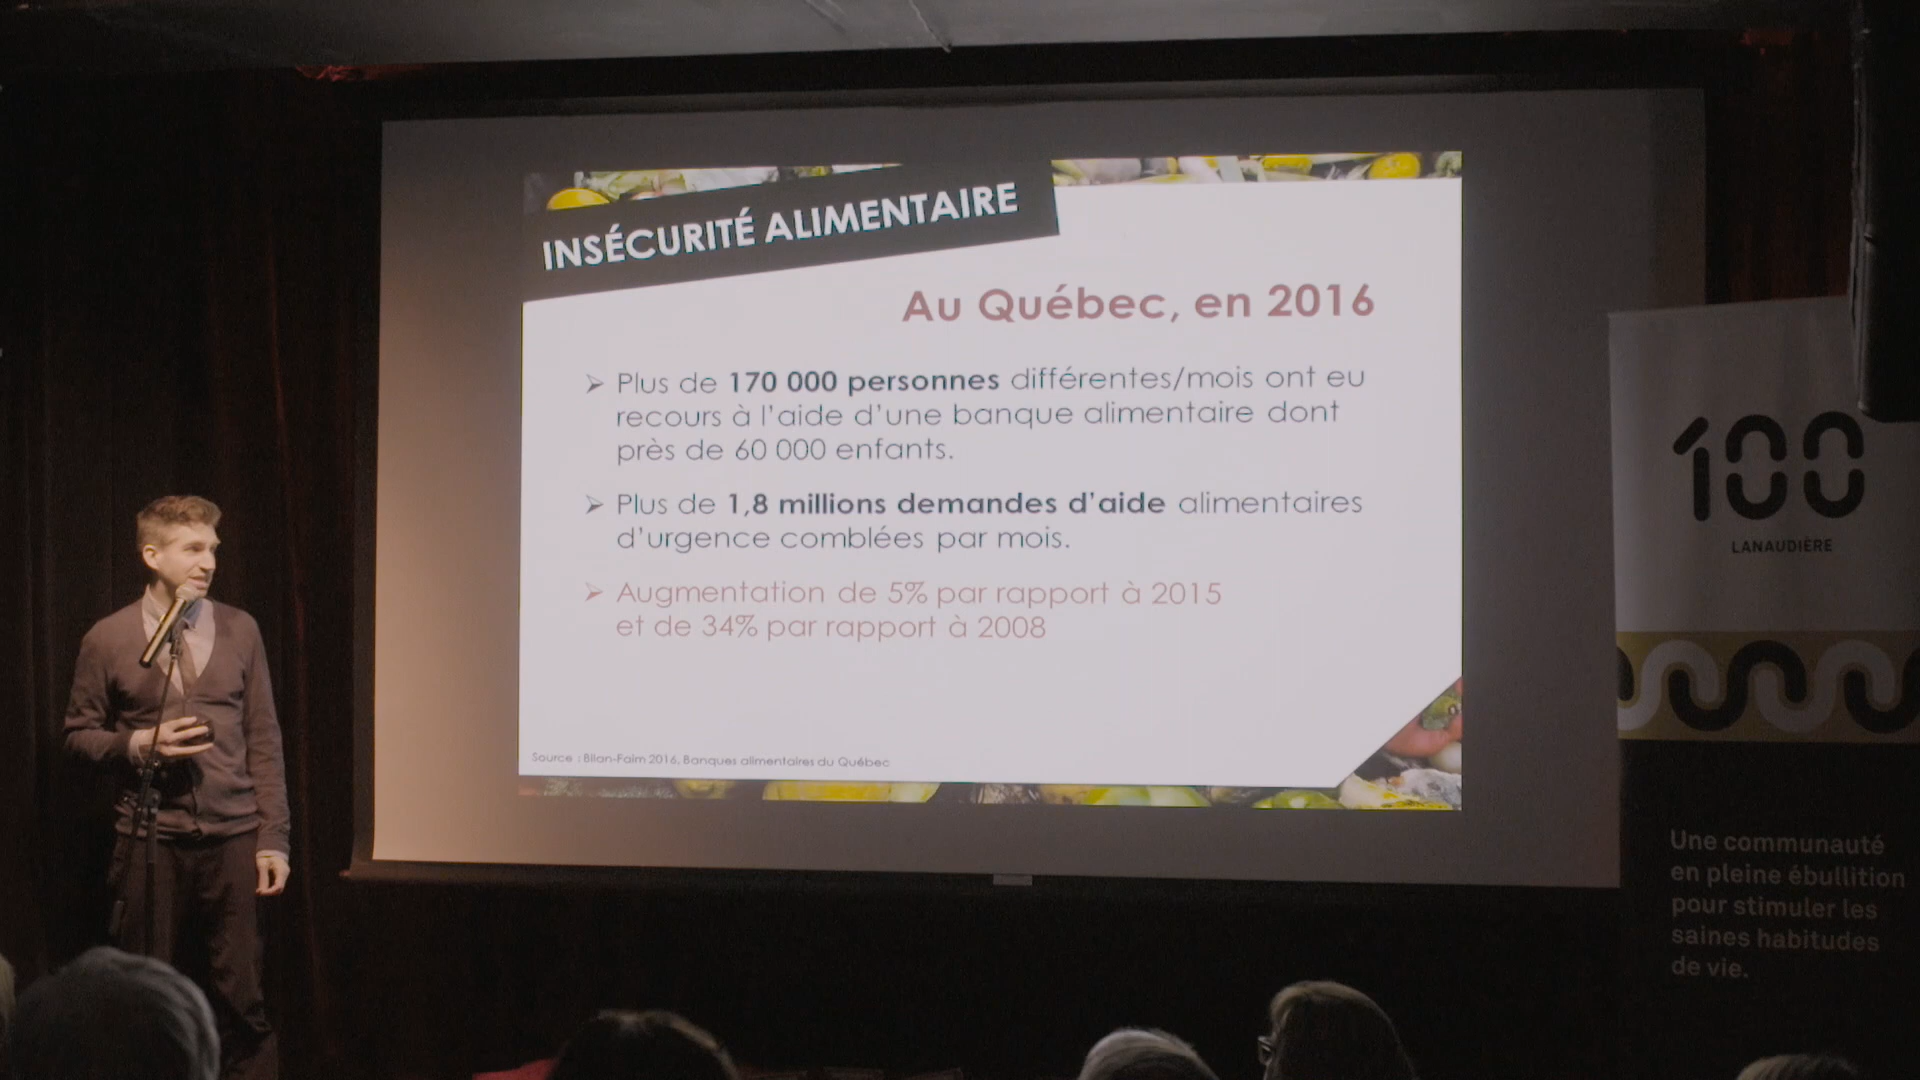 INSÉCURITÉ ALIMENTAIRE
Au Québec, en 2016
➢ Plus de 170 000 personnes différentes/mois ont eu
recours à l'aide d'une banque alimentaire dont
près de 60 000 enfants.
➢ Plus de 1,8 millions demandes d'aide alimentaires
d'urgence comblées par mois.
➢ Augmentation de 5% par rapport à 2015
et de 34% par rapport à 2008
Source : Bilan-Faim 2016, Banques alimentaires du Québec
100
LANAUDIÈRE
Une communauté
en pleine ébullition
pour stimuler les
saines habitudes
de vie.